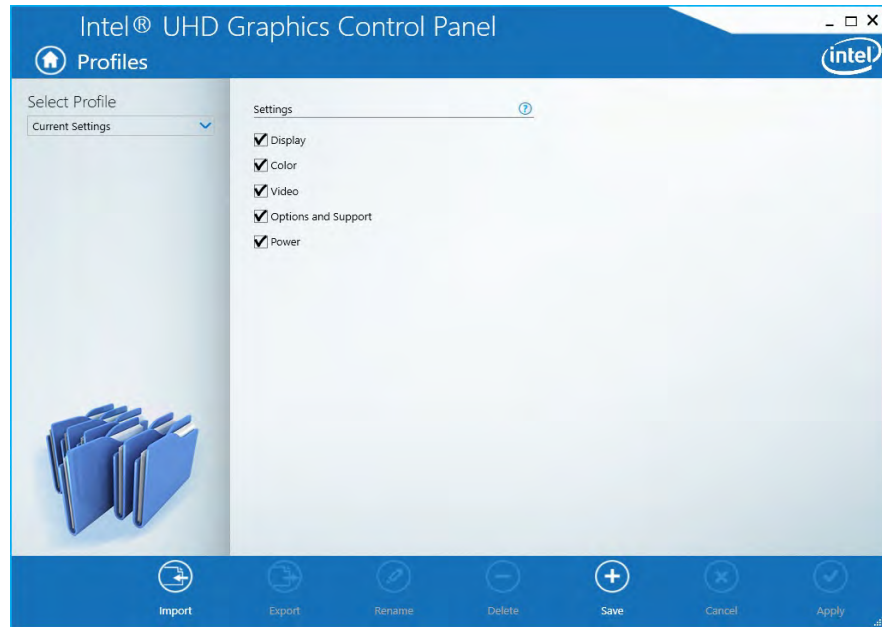 Intel® UHD Graphics Control Panel
Profiles
intel
Select Profile
Current Settings
Settings
?
Display
Color
Video
Options and Support
Power
Import
Export
Rename
Delete
Save
Cancel
Apply